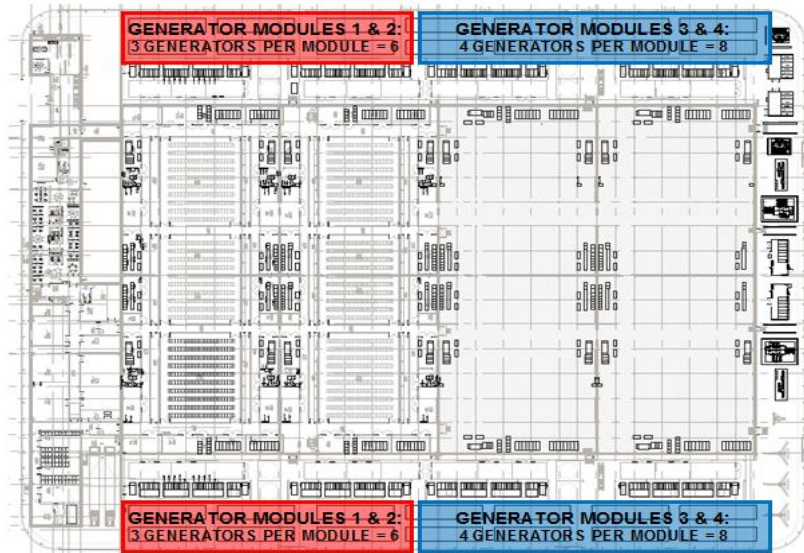 GENERATOR MODULES 1 & 2:
3 GENERATORS PER MODULE = 6
GENERATOR MODULES 3 & 4:
4 GENERATORS PER MODULE = 8
GENERATOR MODULES 1 & 2:
3 GENERATORS PER MODULE = 6
GENERATOR MODULES 3 & 4:
4 GENERATORS PER MODULE = 8